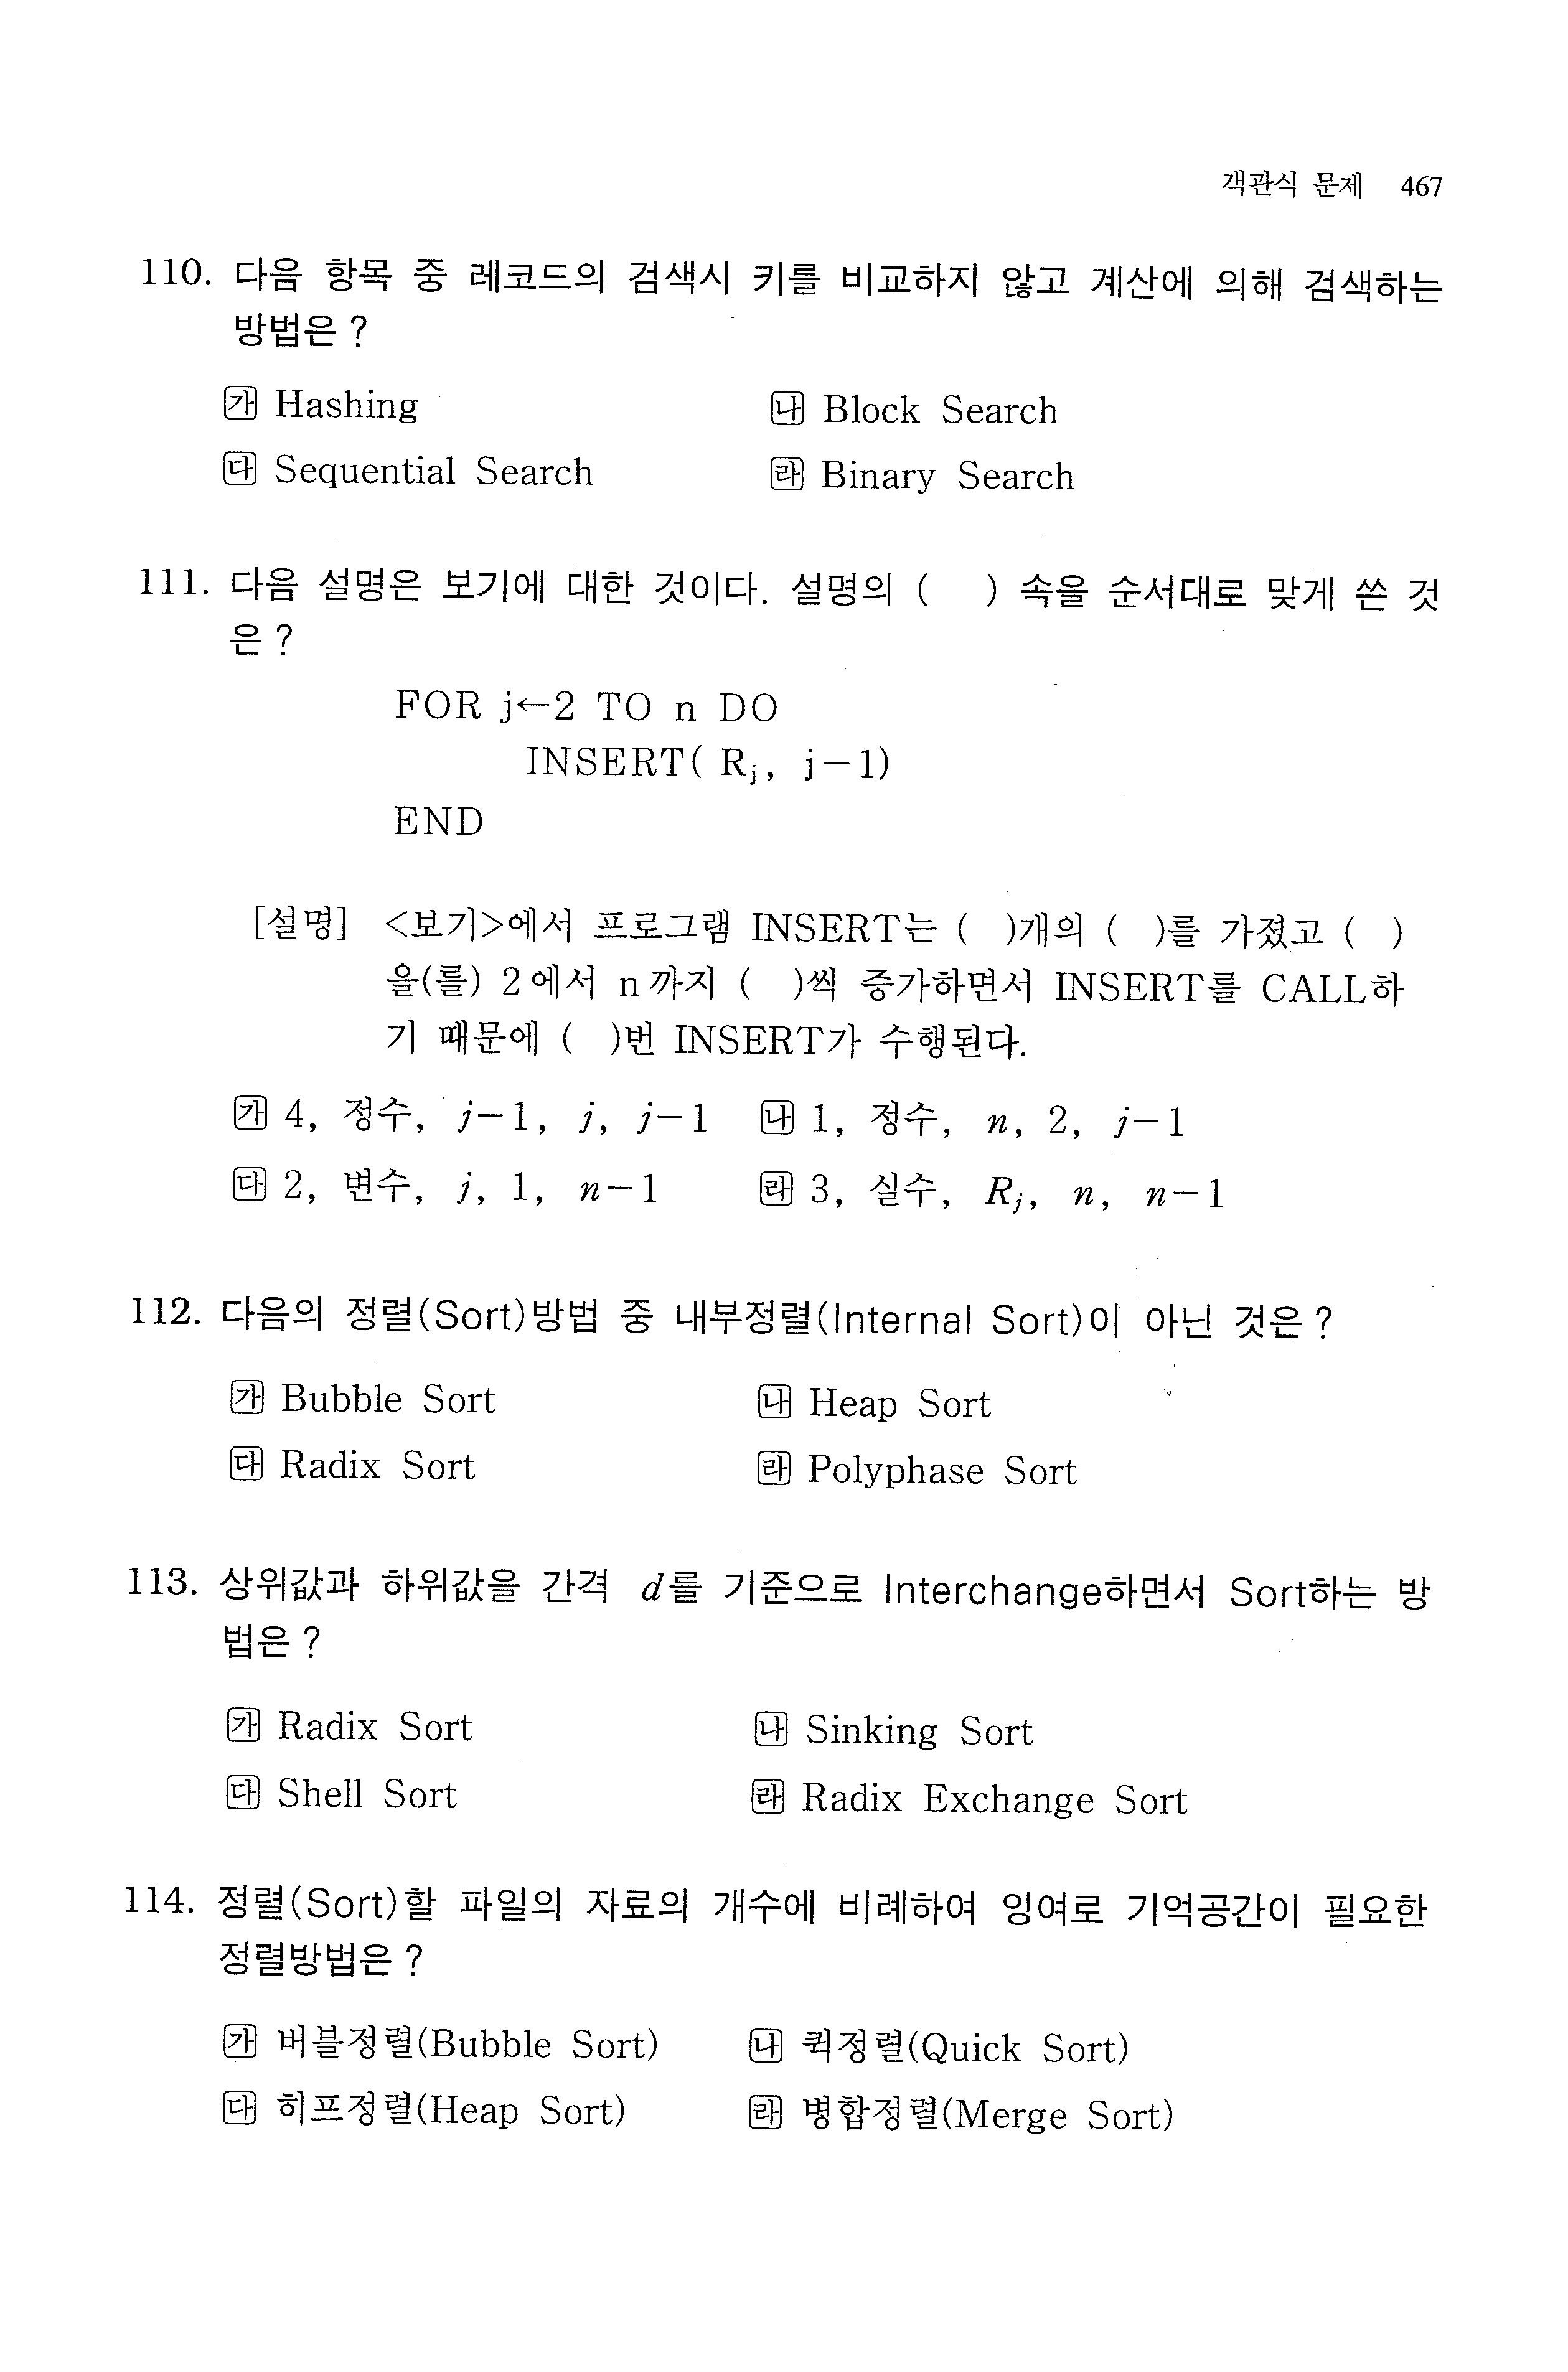 객관식 문제 467
110. 다음 항목 중 레코드의 검색시 키를 비교하지 않고 계산에 의해 검색하는
방법은?
㉮ Hashing ㉯ Block Search
㉰ Sequential Search ㉱ Binary Search
111. 다음 설명은 보기에 대한 것이다. 설명의 ( ) 속을 순서대로 맞게 쓴 것
은?
FOR j←2 TO n DO
INSERT( Rj, j－1)
END
[설명] <보기>에서 프로그램 INSERT는 ( )개의 ( )를 가졌고 ( )
을(를) 2에서 n까지 ( )씩 증가하면서 INSERT를 CALL하
기 때문에 ( )번 INSERT가 수행된다.
㉮ 4, 정수, j－1, j, j－1 ㉯ 1, 정수, n, 2, j－1
㉰ 2, 변수, j, 1, n－1 ㉱ 3, 실수, Rj, n, n－1
112. 다음의 정렬(Sort)방법 중 내부정렬(Internal Sort)이 아닌 것은?
㉮ Bubble Sort ㉯ Heap Sort
㉰ Radix Sort ㉱ Polyphase Sort
113. 상위값과 하위값을 간격 d를 기준으로 Interchange하면서 Sort하는 방
법은?
㉮ Radix Sort ㉯ Sinking Sort
㉰ Shell Sort ㉱ Radix Exchange Sort
114. 정렬(Sort)할 파일의 자료의 개수에 비례하여 잉여로 기억공간이 필요한
정렬방법은?
㉮ 버블정렬(Bubble Sort) ㉯ 퀵정렬(Quick Sort)
㉰ 히프정렬(Heap Sort) ㉱ 병합정렬(Merge Sort)